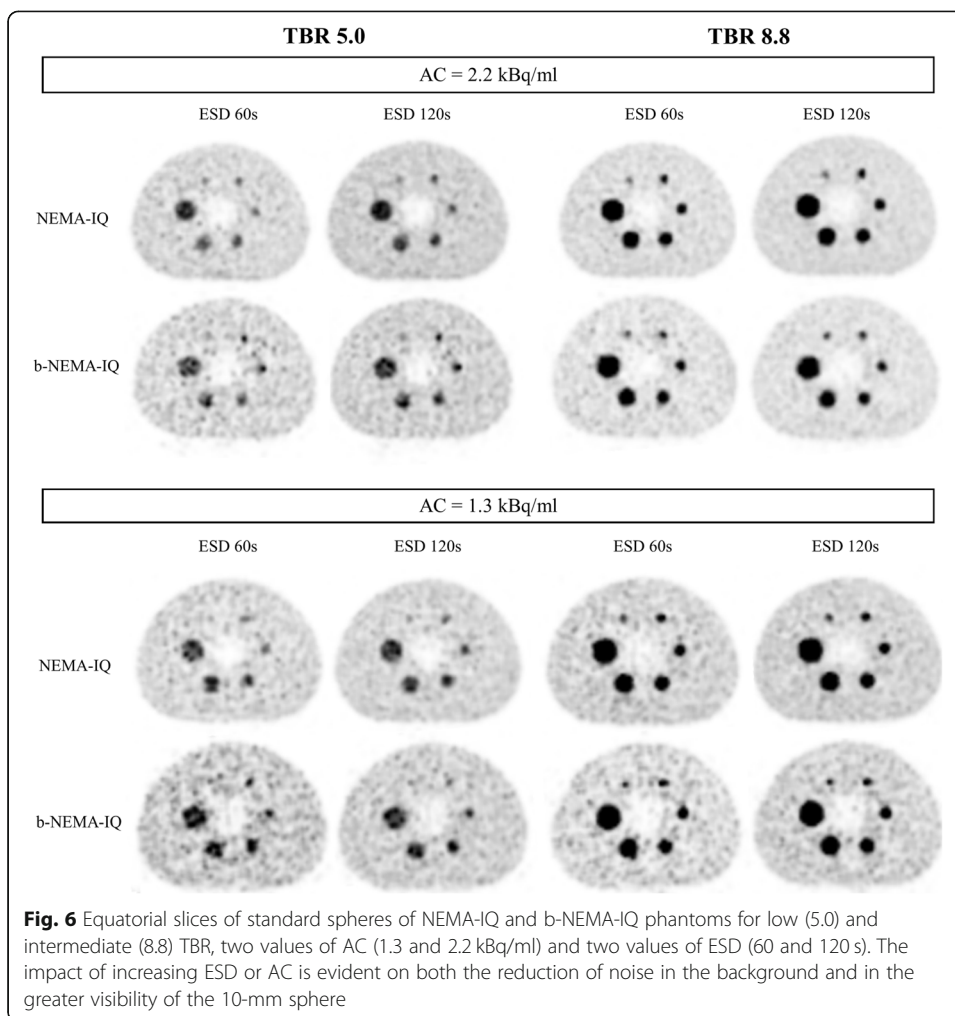 TBR 5.0 TBR 8.8
AC = 2.2 kBq/ml
ESD 60s ESD 120s ESD 60s ESD 120s
NEMA-IQ
b-NEMA-IQ
AC = 1.3 kBq/ml
ESD 60s ESD 120s ESD 60s ESD 120s
NEMA-IQ
b-NEMA-IQ
Fig. 6 Equatorial slices of standard spheres of NEMA-IQ and b-NEMA-IQ phantoms for low (5.0) and
intermediate (8.8) TBR, two values of AC (1.3 and 2.2 kBq/ml) and two values of ESD (60 and 120 s). The
impact of increasing ESD or AC is evident on both the reduction of noise in the background and in the
greater visibility of the 10-mm sphere